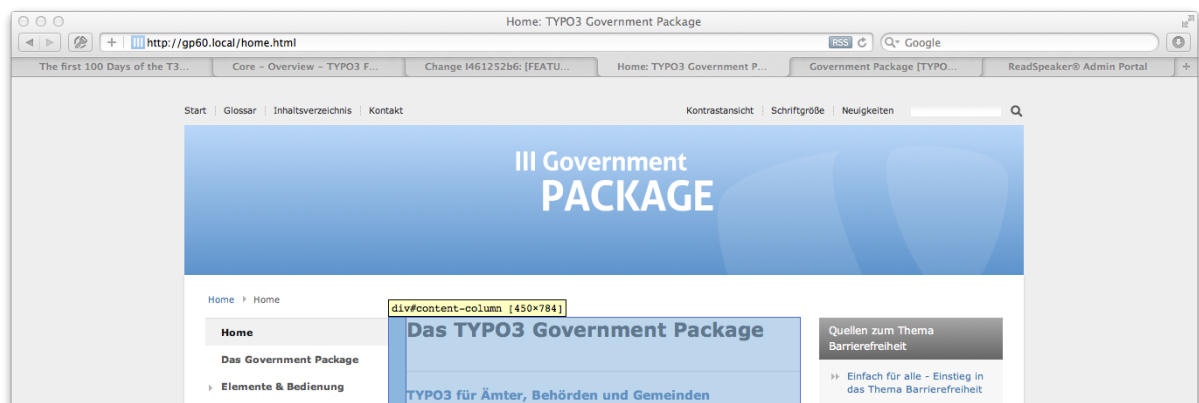 Home: TYPO3 Government Package
http://gp60.local/home.html RSS Google
The first 100 Days of the T3... Core – Overview – TYPO3 F... Change I461252b6: [FEATU... Home: TYPO3 Government P... Government Package [TYPO... ReadSpeaker® Admin Portal
Start Glossar Inhaltsverzeichnis Kontakt Kontrastansicht Schriftgröße Neuigkeiten
III Government
PACKAGE
Home Home
div#content-column [450×784]
Home
Das Government Package
Elemente & Bedienung
Das TYPO3 Government Package
TYPO3 für Ämter, Behörden und Gemeinden
Quellen zum Thema
Barrierefreiheit
Einfach für alle - Einstieg in
das Thema Barrierefreiheit